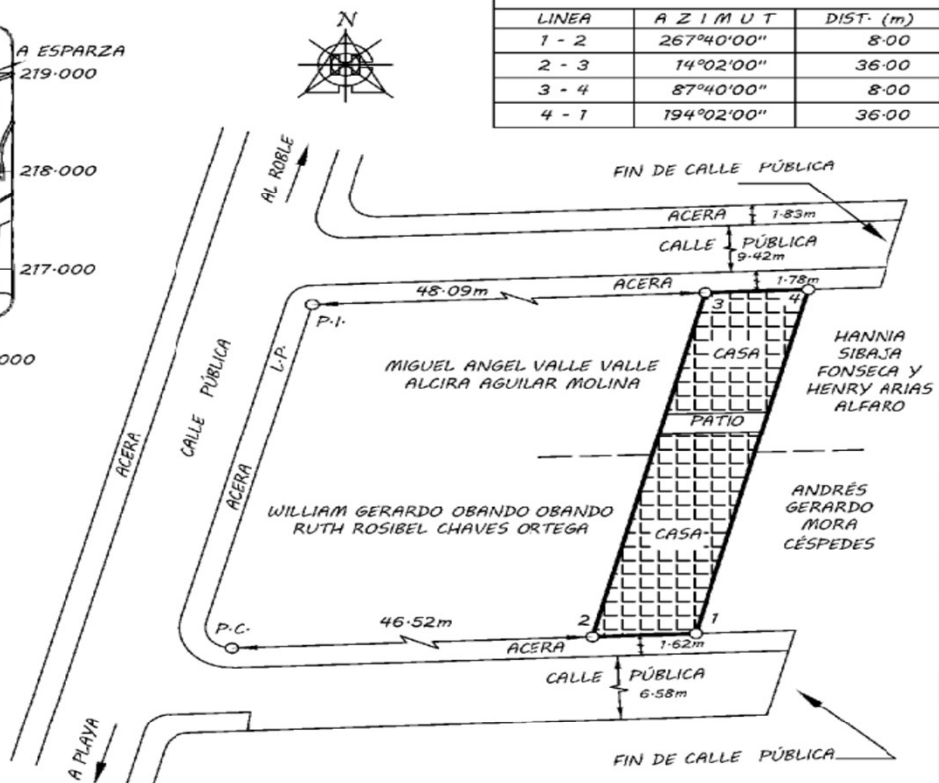 A ESPARZA
219·000
218·000
217·000
000
N
LINEA AZIMUT DIST. (m)
1 - 2 267°40'00" 8·00
2 - 3 14°02'00" 36·00
3 - 4 87°40'00" 8·00
4 - 1 194°02'00" 36·00
AL ROBLE
FIN DE CALLE PÚBLICA
ACERA 1·83m
CALLE PÚBLICA
9·42m
ACERA 1·78m
48·09m
3
4
P.I.
L.P.
CALLE PÚBLICA
ACERA
ACERA
MIGUEL ANGEL VALLE VALLE
ALCIRA AGUILAR MOLINA
CASA
PATIO
HANNIA
SIBAJA
FONSECA Y
HENRY ARIAS
ALFARO
WILLIAM GERARDO OBANDO OBANDO
RUTH ROSIBEL CHAVES ORTEGA
CASA
ANDRÉS
GERARDO
MORA
CÉSPEDES
P.C.
46·52m
2
1
ACERA 1·62m
CALLE PÚBLICA
6·58m
A PLAYA
FIN DE CALLE PÚBLICA